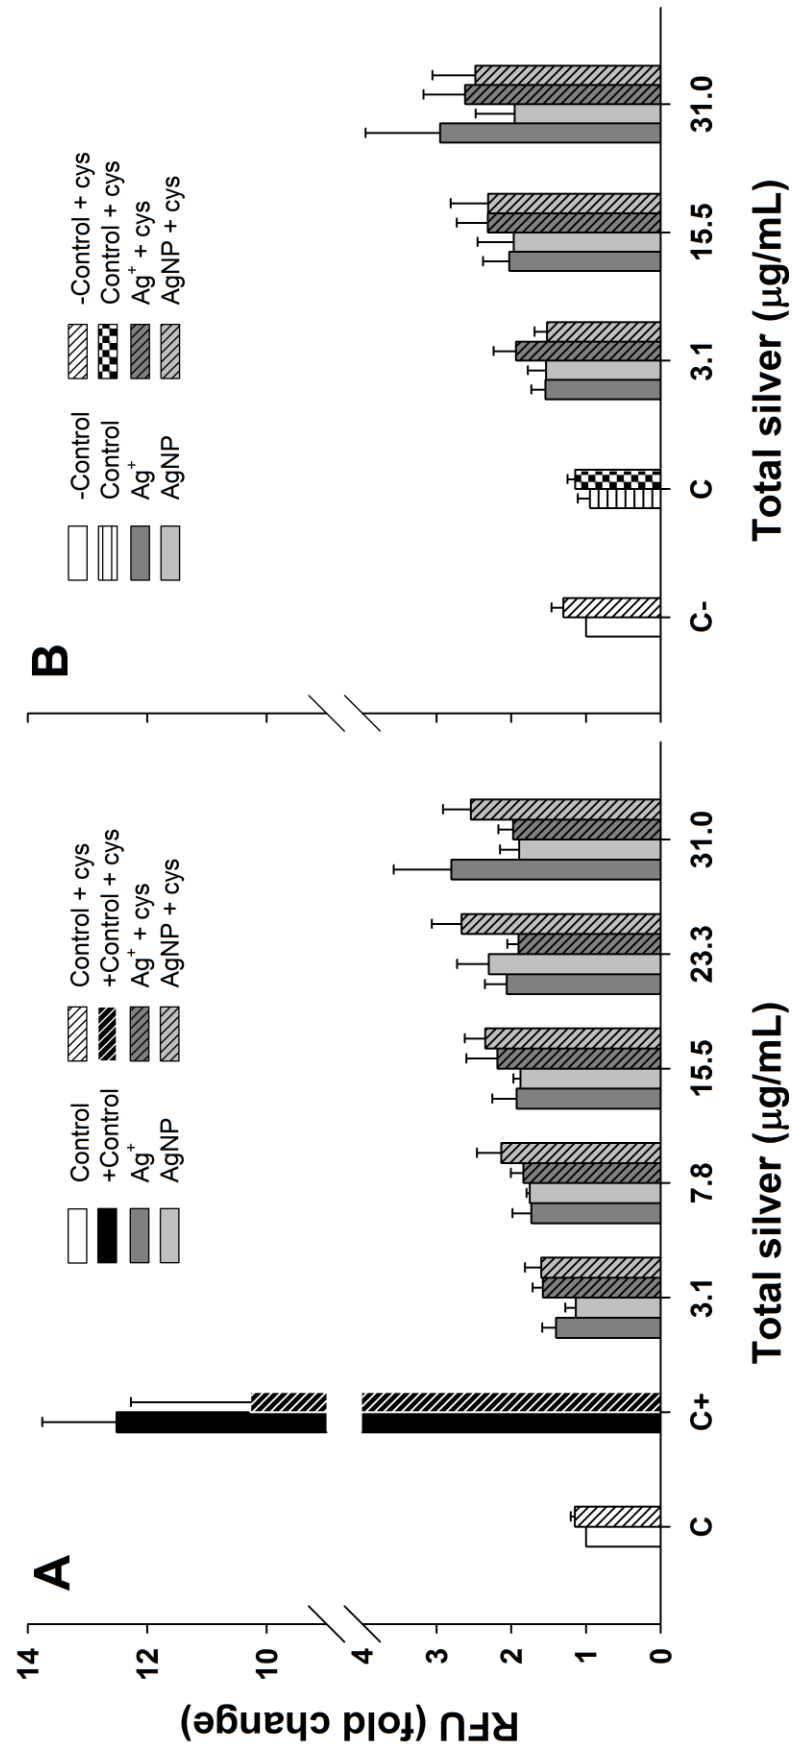 A
Control
+Control
Ag⁺
AgNP
Control + cys
+Control + cys
Ag⁺ + cys
AgNP + cys
RFU (fold change)
14
12
10
4
3
2
1
0
C
C+
3.1
7.8
15.5
23.3
31.0
Total silver (µg/mL)
B
-Control
Control
Ag⁺
AgNP
-Control + cys
Control + cys
Ag⁺ + cys
AgNP + cys
C-
C
3.1
15.5
31.0
Total silver (µg/mL)